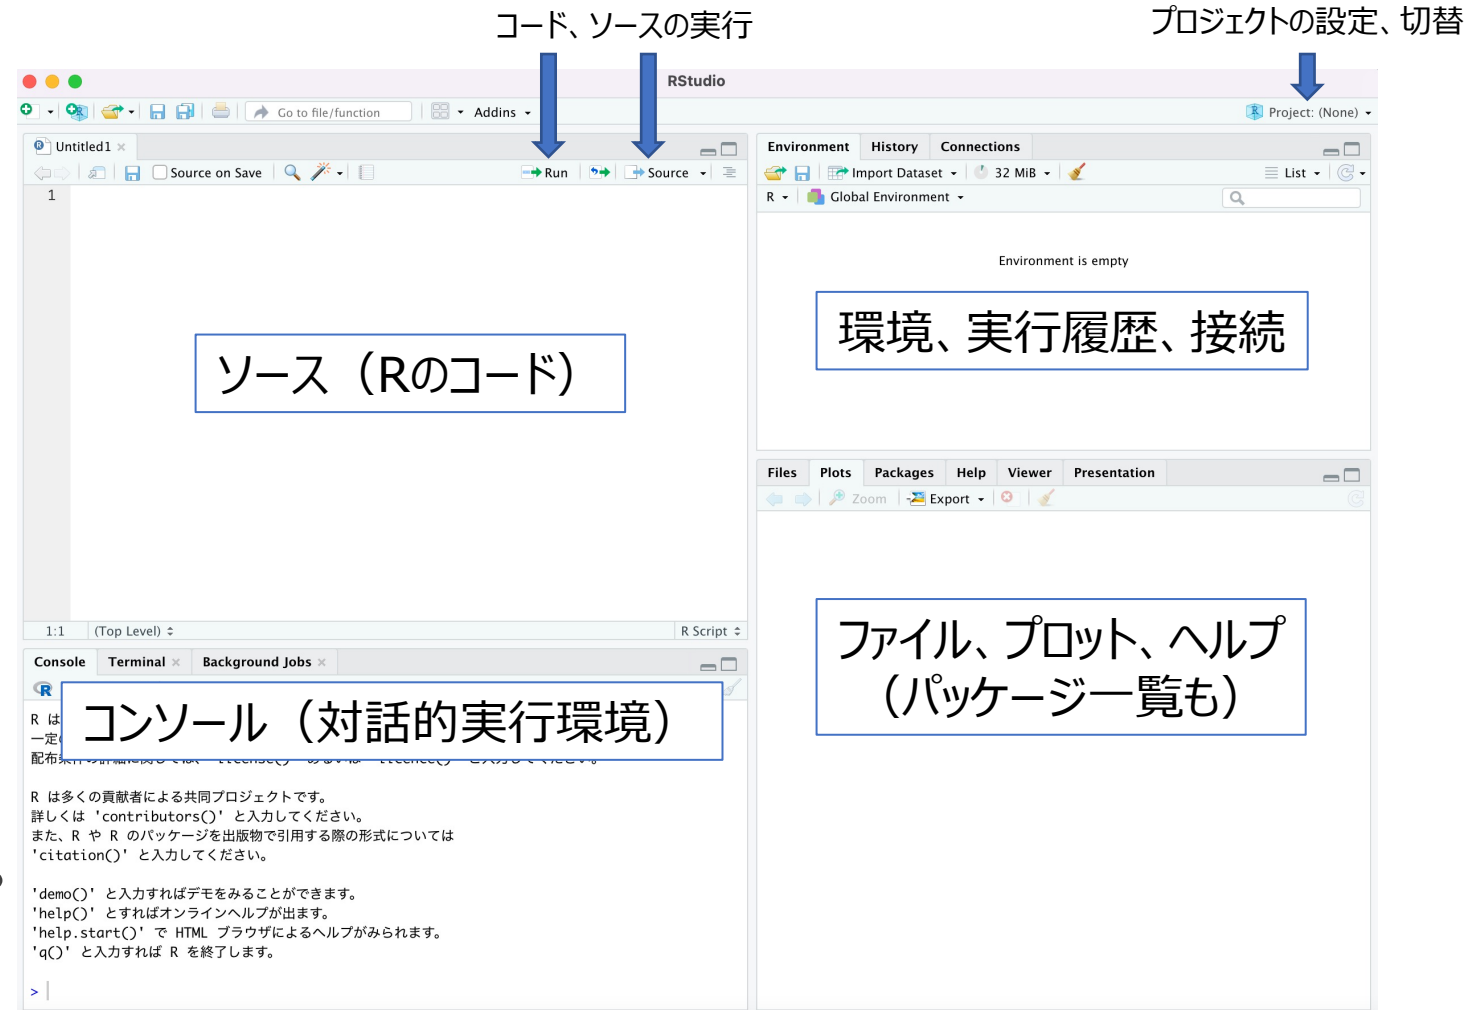 コード、ソースの実行
プロジェクトの設定、切替
RStudio
Go to file/function
Addins
Project: (None)
Untitled1
Source on Save
Run
Source
1
ソース（Rのコード）
1:1 (Top Level)
R Script
Environment History Connections
Import Dataset
32 MiB
List
R
Global Environment
Environment is empty
環境、実行履歴、接続
Files Plots Packages Help Viewer Presentation
Zoom
Export
ファイル、プロット、ヘルプ
（パッケージ一覧も）
Console Terminal Background Jobs
コンソール（対話的実行環境）
R は
R は多くの貢献者による共同プロジェクトです。
詳しくは 'contributors()' と入力してください。
また、R や R のパッケージを出版物で引用する際の形式については
'citation()' と入力してください。
'demo()' と入力すればデモをみることができます。
'help()' とすればオンラインヘルプが出ます。
'help.start()' で HTML ブラウザによるヘルプがみられます。
'q()' と入力すれば R を終了します。
>